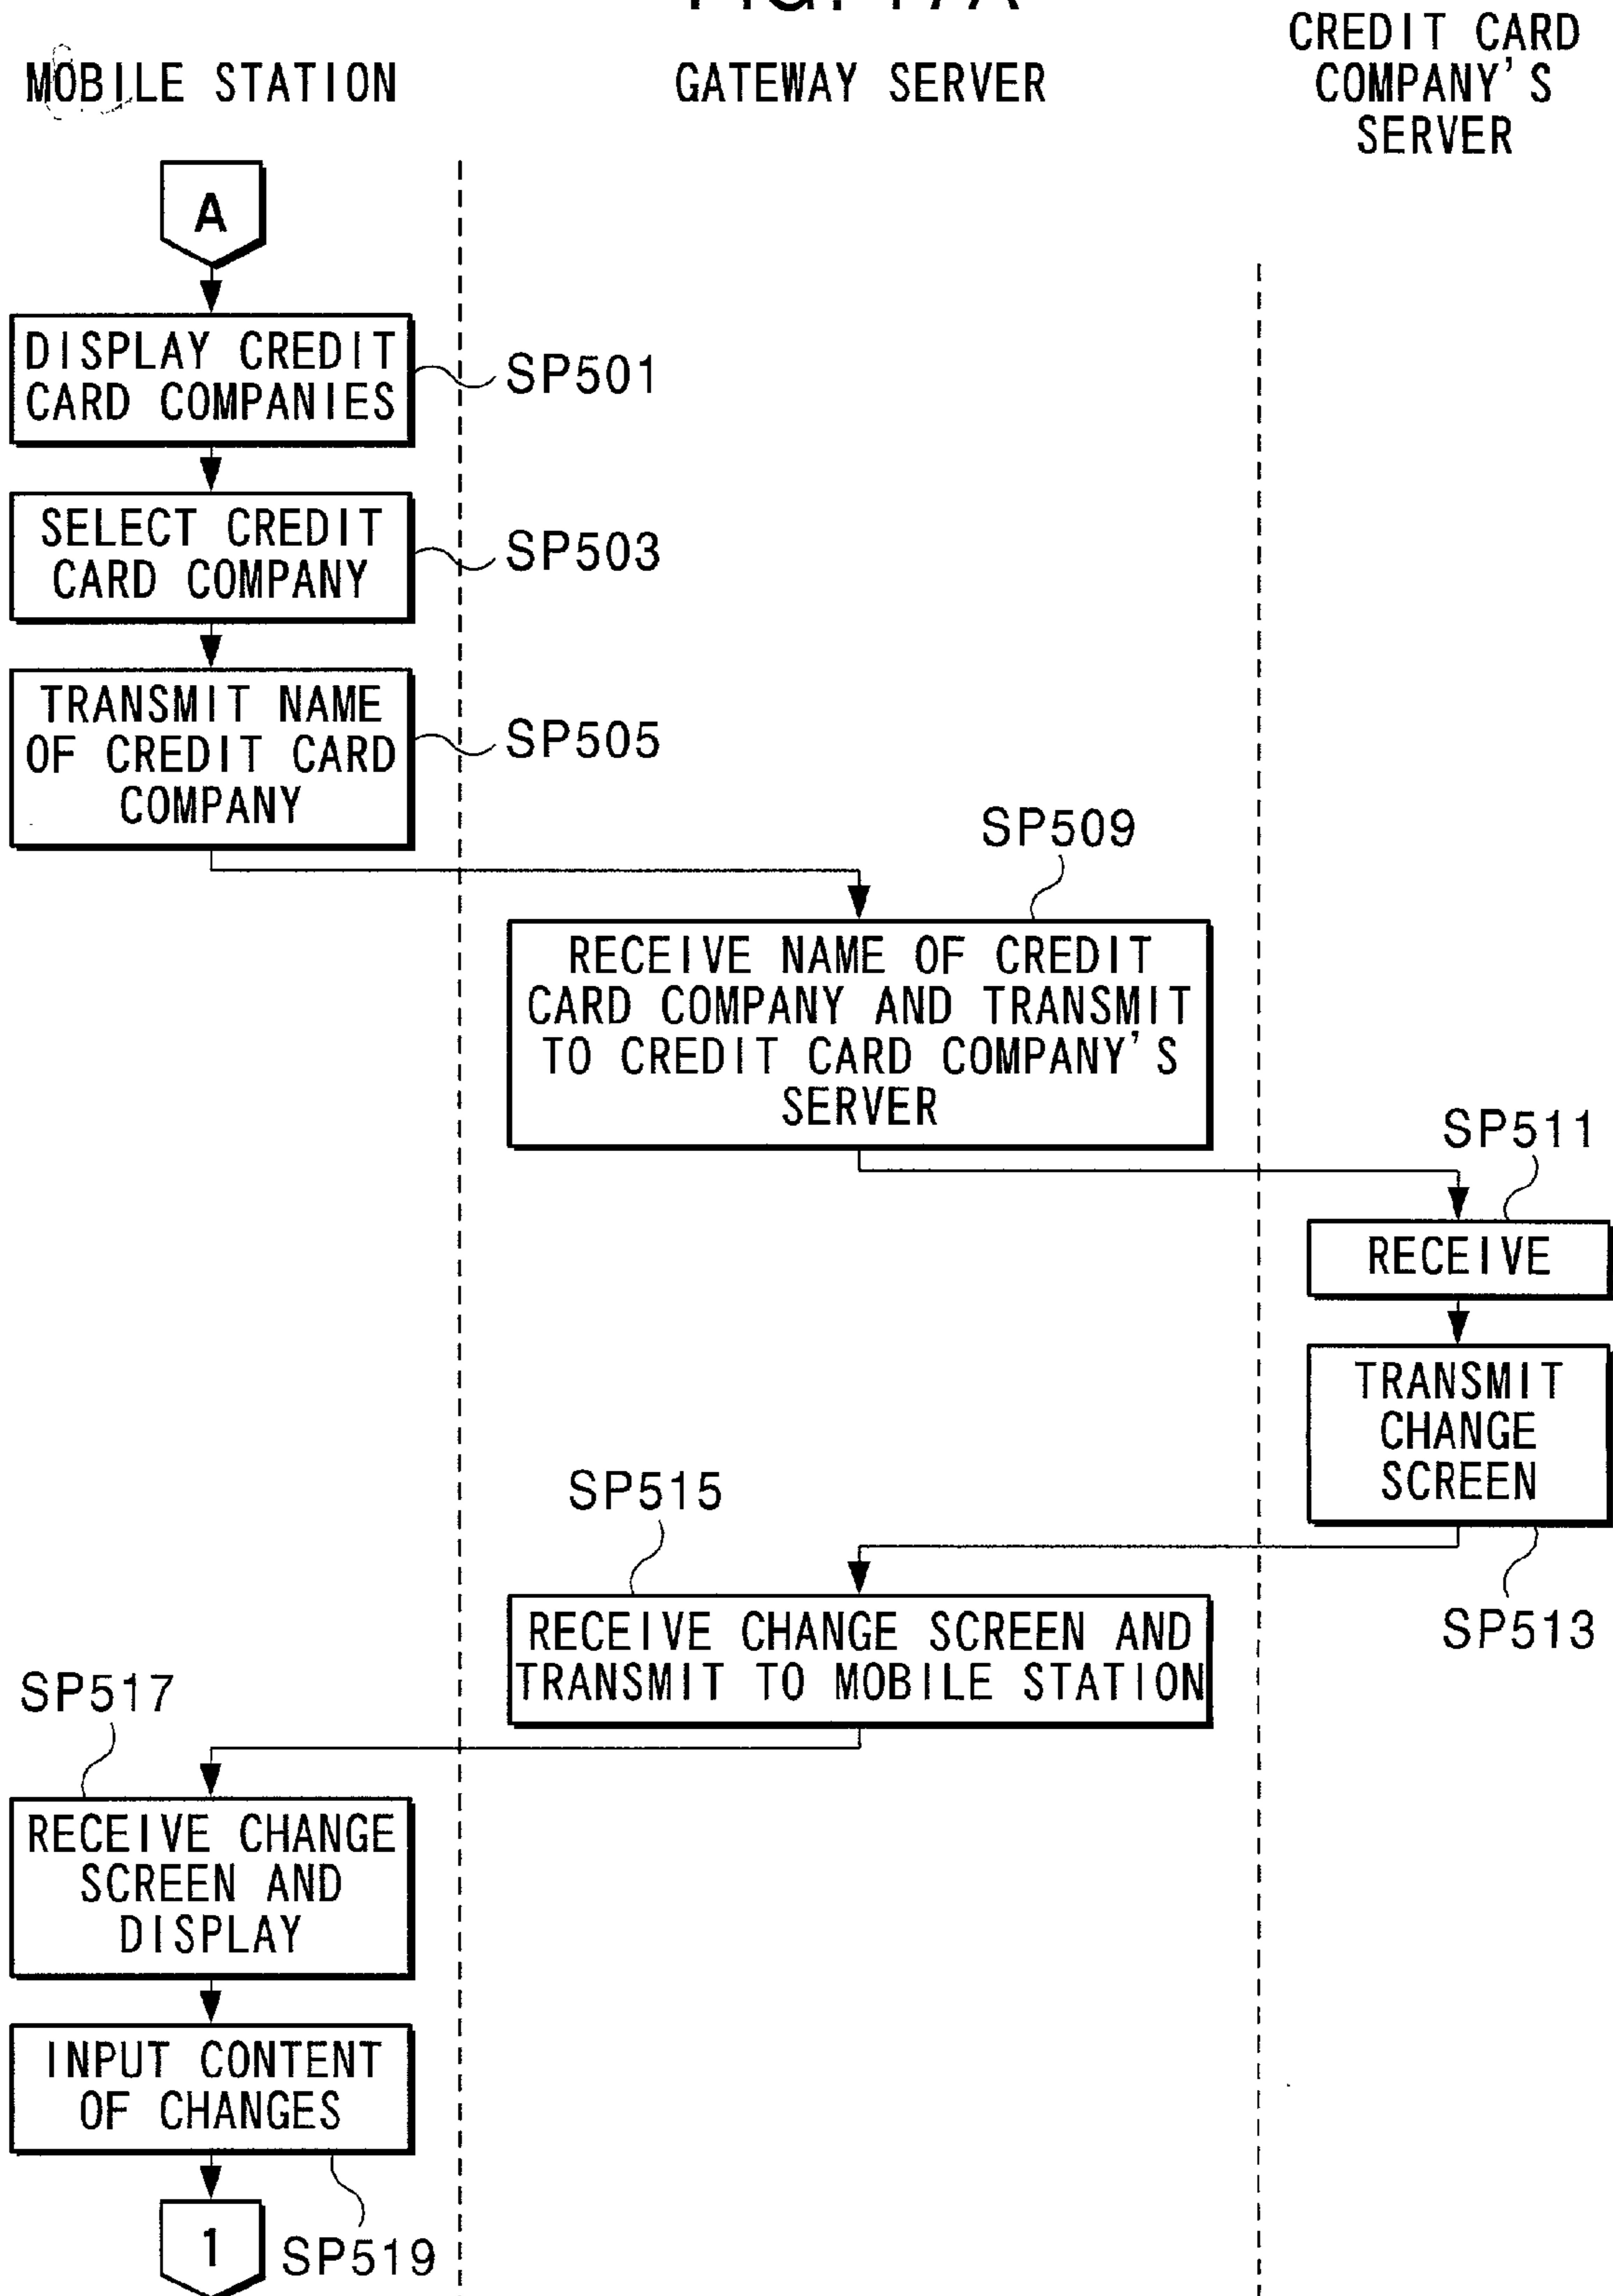 MOBILE STATION
GATEWAY SERVER
CREDIT CARD
COMPANY'S
SERVER
A
DISPLAY CREDIT
CARD COMPANIES
SP501
SELECT CREDIT
CARD COMPANY
SP503
TRANSMIT NAME
OF CREDIT CARD
COMPANY
SP505
SP509
RECEIVE NAME OF CREDIT
CARD COMPANY AND TRANSMIT
TO CREDIT CARD COMPANY'S
SERVER
SP511
RECEIVE
TRANSMIT
CHANGE
SCREEN
SP513
SP515
RECEIVE CHANGE SCREEN AND
TRANSMIT TO MOBILE STATION
SP517
RECEIVE CHANGE
SCREEN AND
DISPLAY
INPUT CONTENT
OF CHANGES
SP519
1